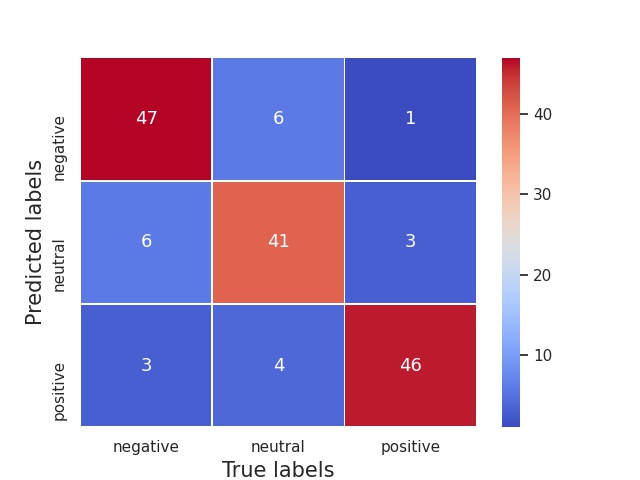 47 6 1
negative
6 41 3
neutral
3 4 46
positive
Predicted labels
negative neutral positive
True labels
40
30
20
10